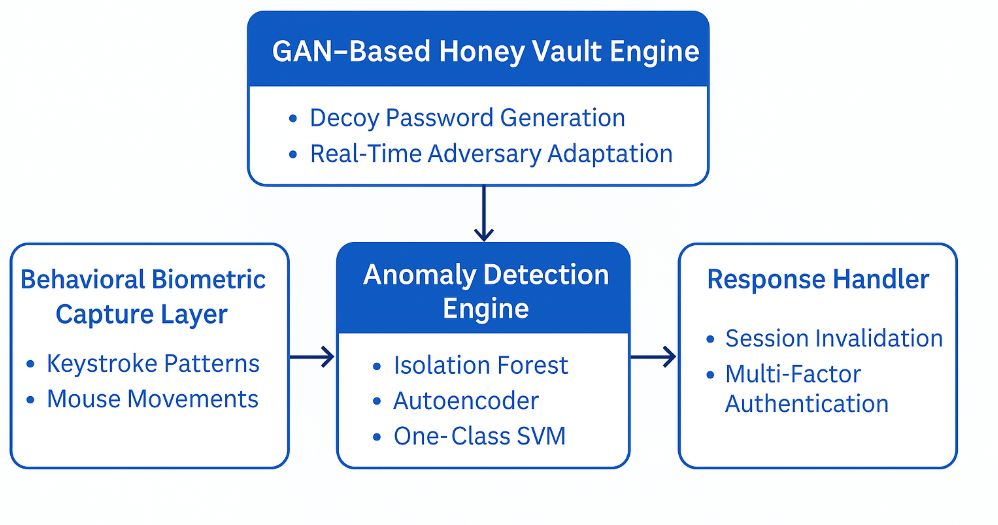 GAN–Based Honey Vault Engine
• Decoy Password Generation
• Real-Time Adversary Adaptation
Behavioral Biometric
Capture Layer
• Keystroke Patterns
• Mouse Movements
Anomaly Detection
Engine
• Isolation Forest
• Autoencoder
• One-Class SVM
Response Handler
• Session Invalidation
• Multi-Factor
Authentication